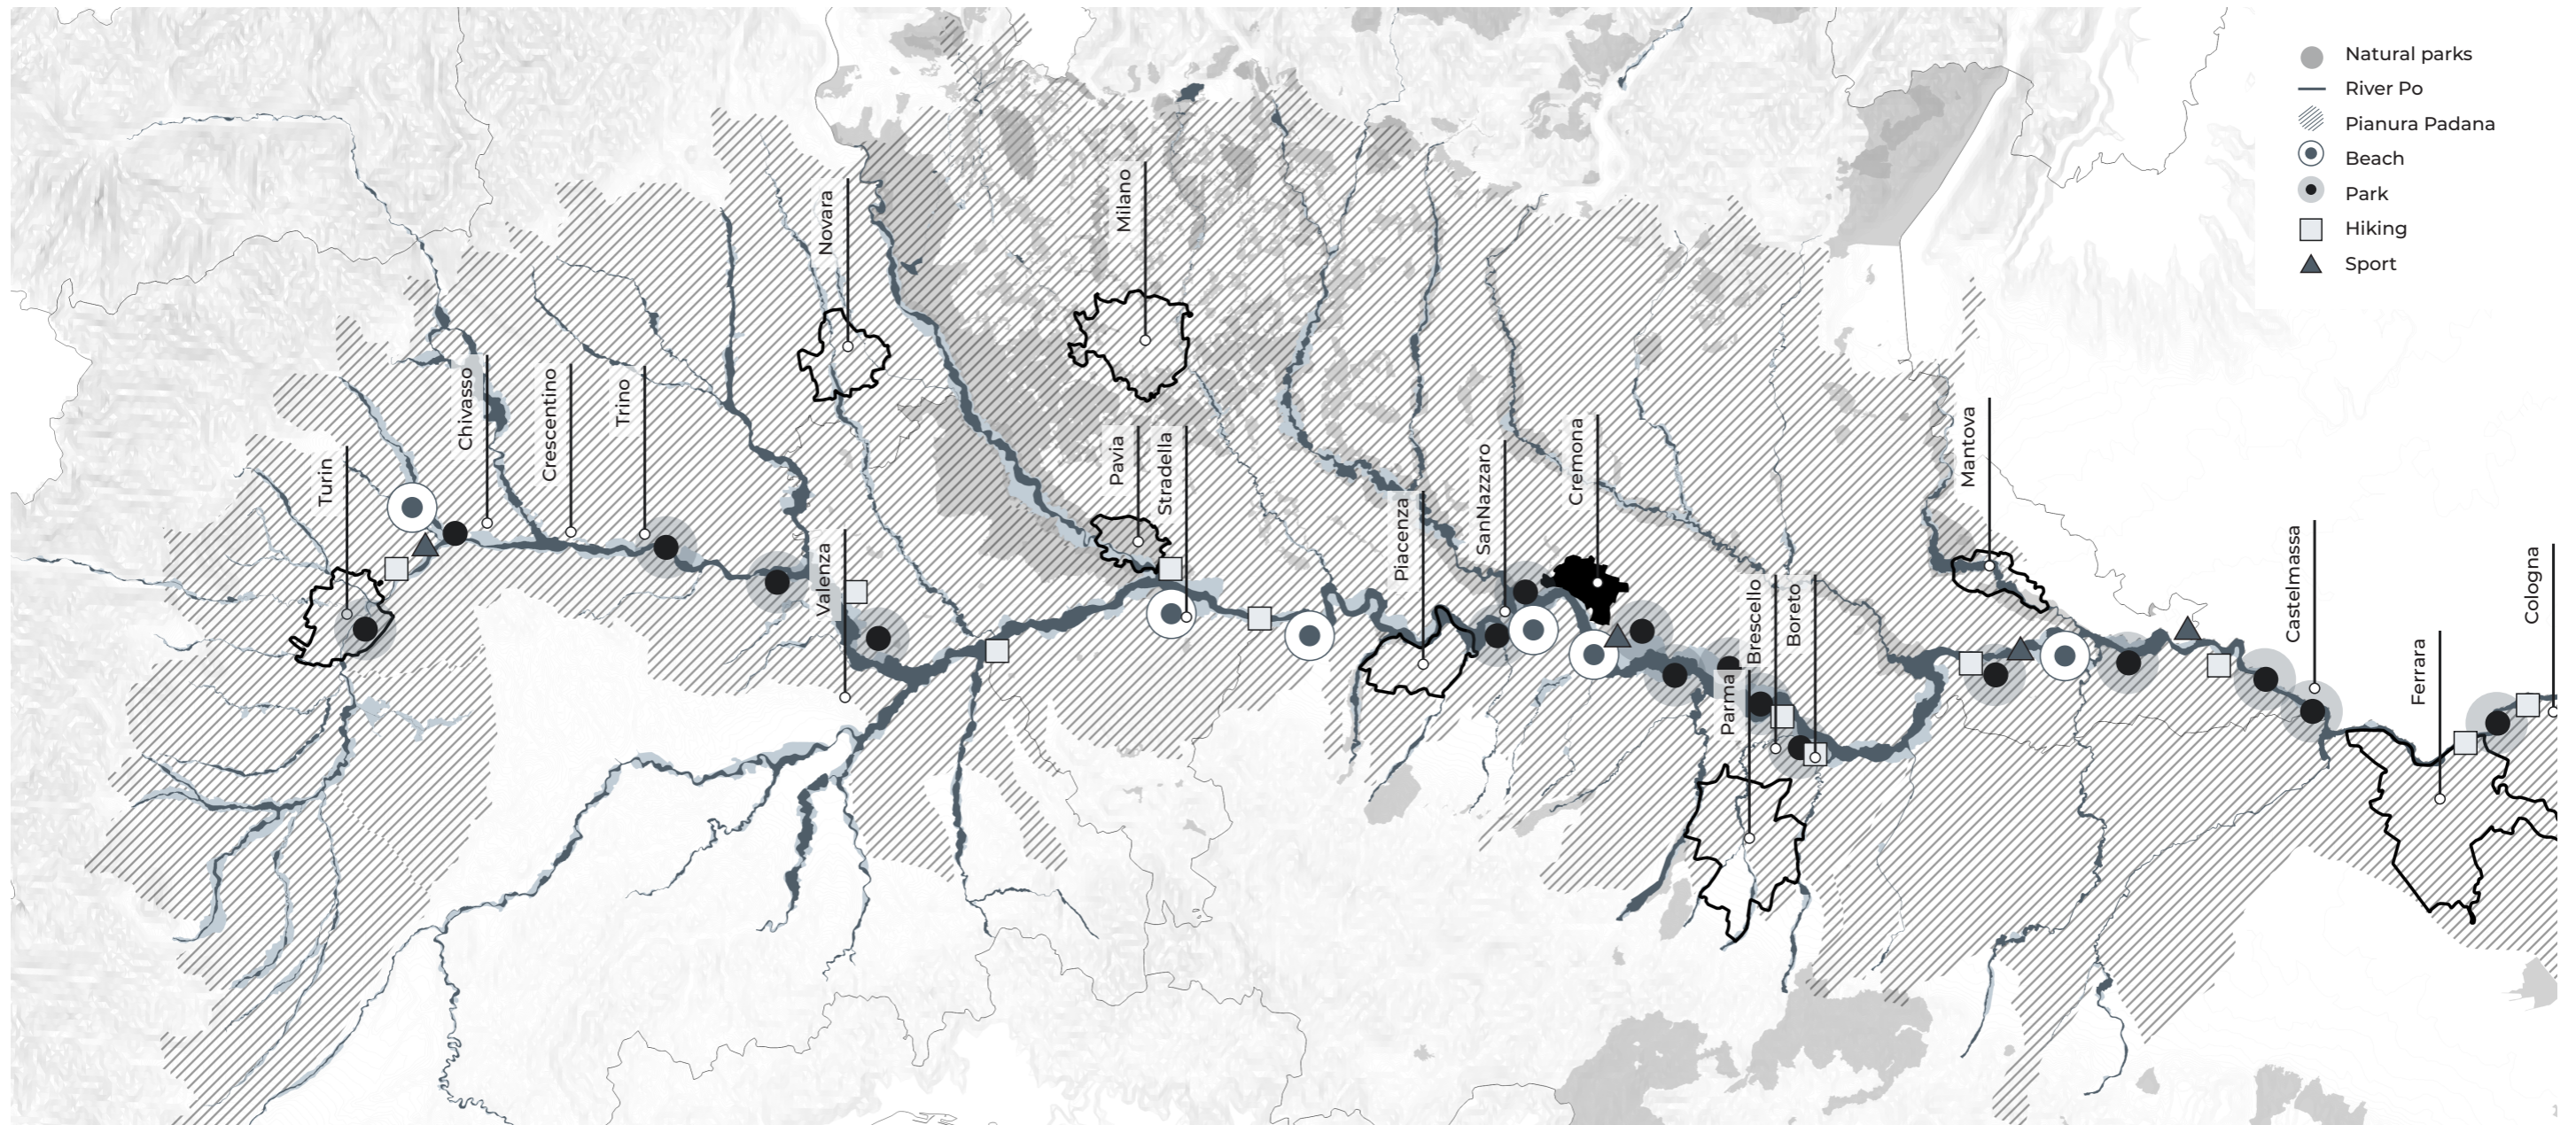 Natural parks
River Po
Pianura Padana
Beach
Park
Hiking
Sport
Turin
Chivasso
Crescentino
Trino
Novara
Valenza
Milano
Pavia
Stradella
Piacenza
SanNazzaro
Cremona
Parma
Brescello
Boreto
Mantova
Castelmassa
Ferrara
Cologna